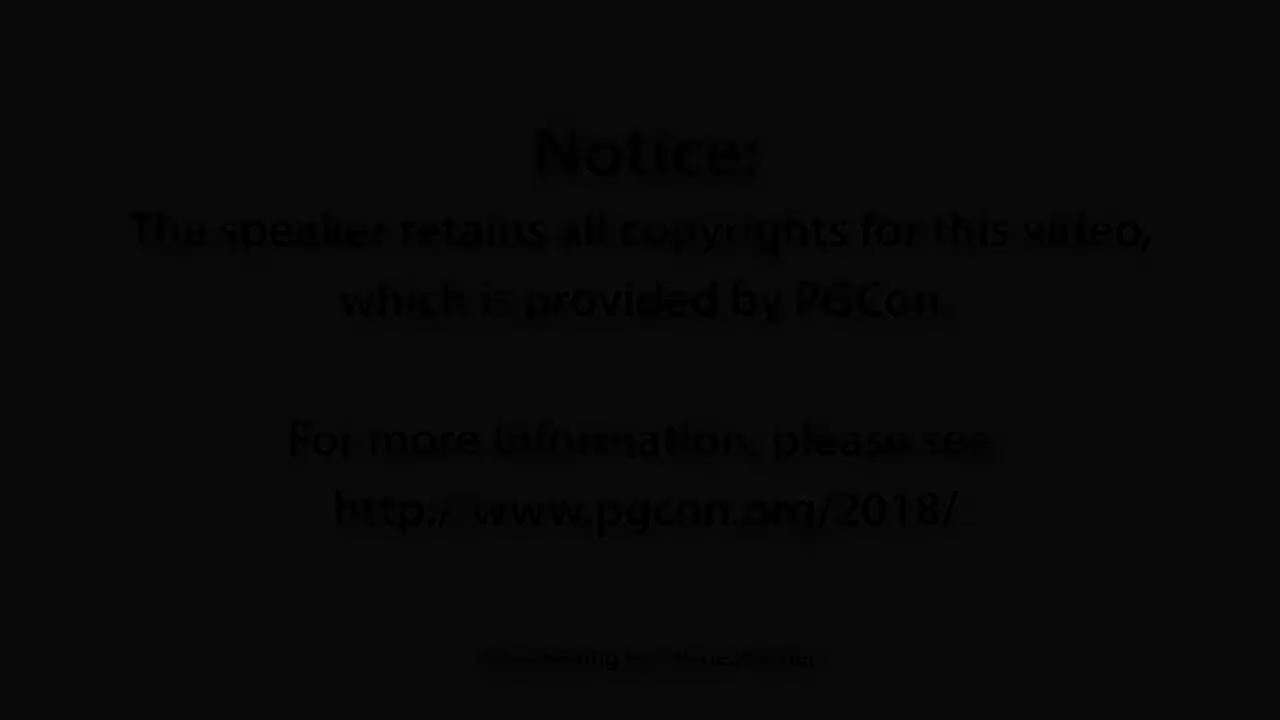 Notice:
The speaker retains all copyrights for this video,
which is provided by PGCon.
For more information, please see
http://www.pgcon.org/2018/